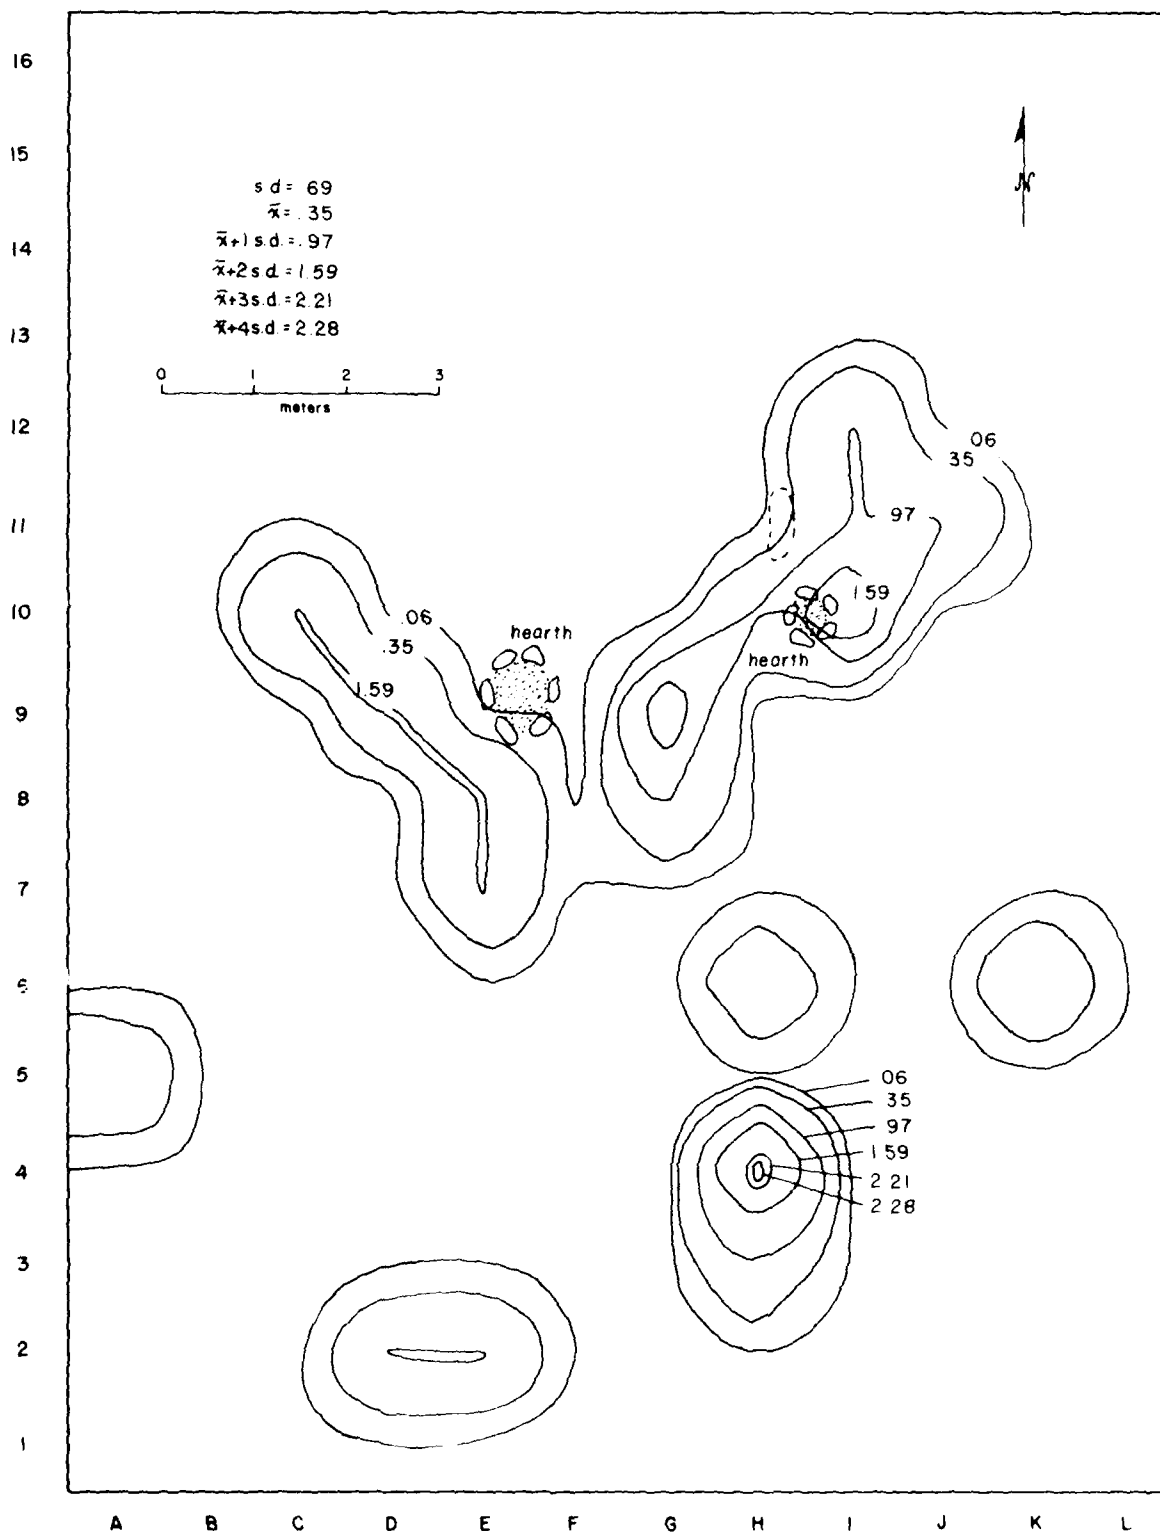 16
15
14
13
12
11
10
9
8
7
5
4
3
2
1
N
s d = 69
x̄ = . 35
x̄+1 s.d. = .97
x̄+2 s.d. = 1.59
x̄+3 s.d. = 2.21
x̄+4 s.d. = 2.28
0 1 2 3
meters
06
35
97
1.59
hearth
.06
.35
hearth
1.59
06
35
97
1 59
2 21
2 28
A B C D E F G H I J K L